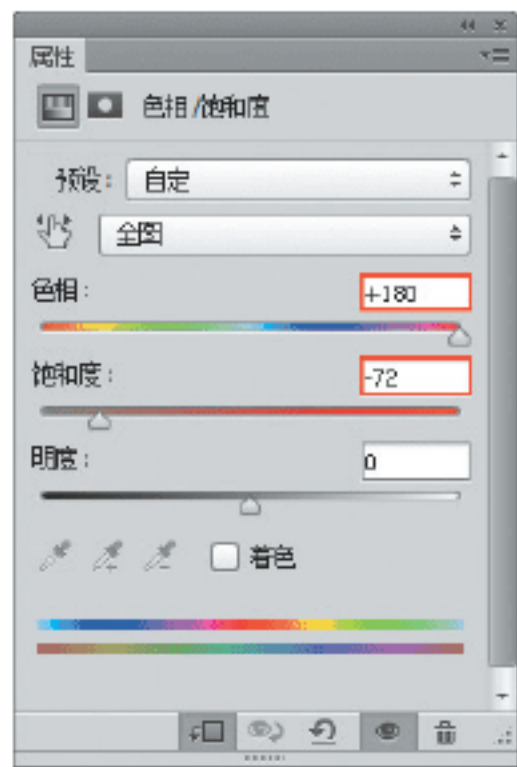 属性
色相/饱和度
预设： 自定
全图
色相： +180
饱和度： -72
明度： 0
着色